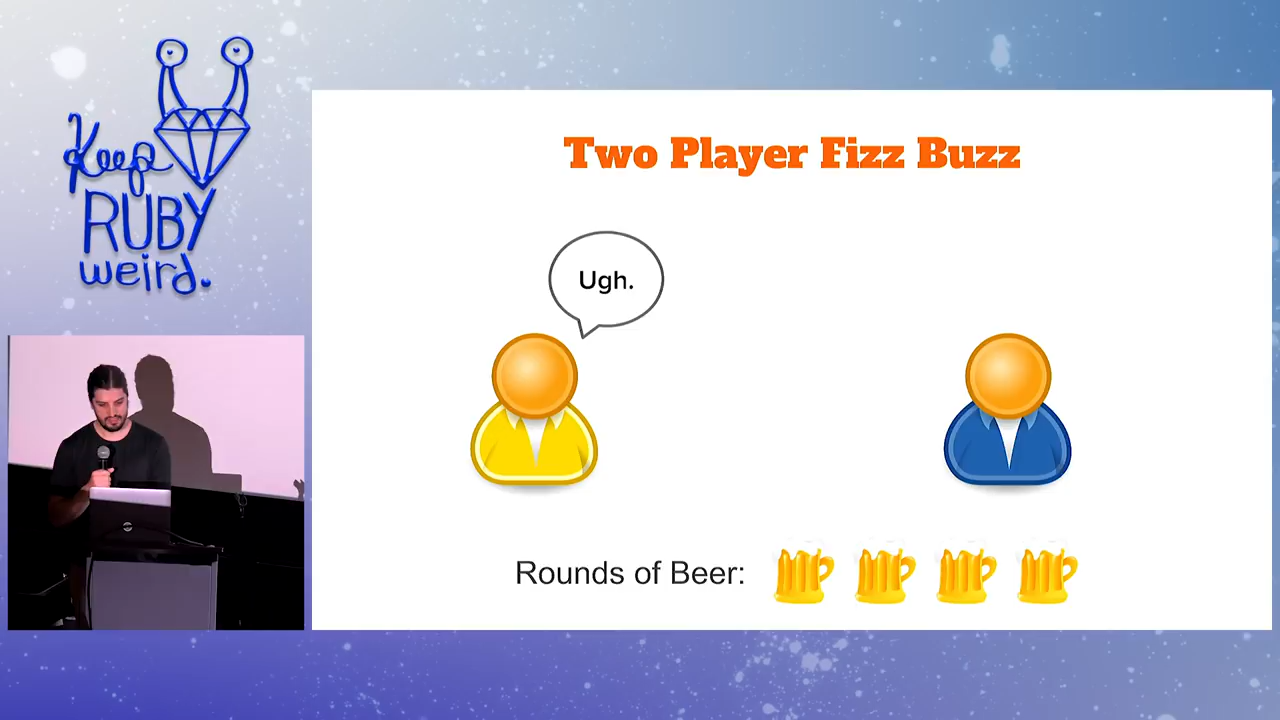 Keep
RUBY
weird.
Two Player Fizz Buzz
Ugh.
Rounds of Beer: